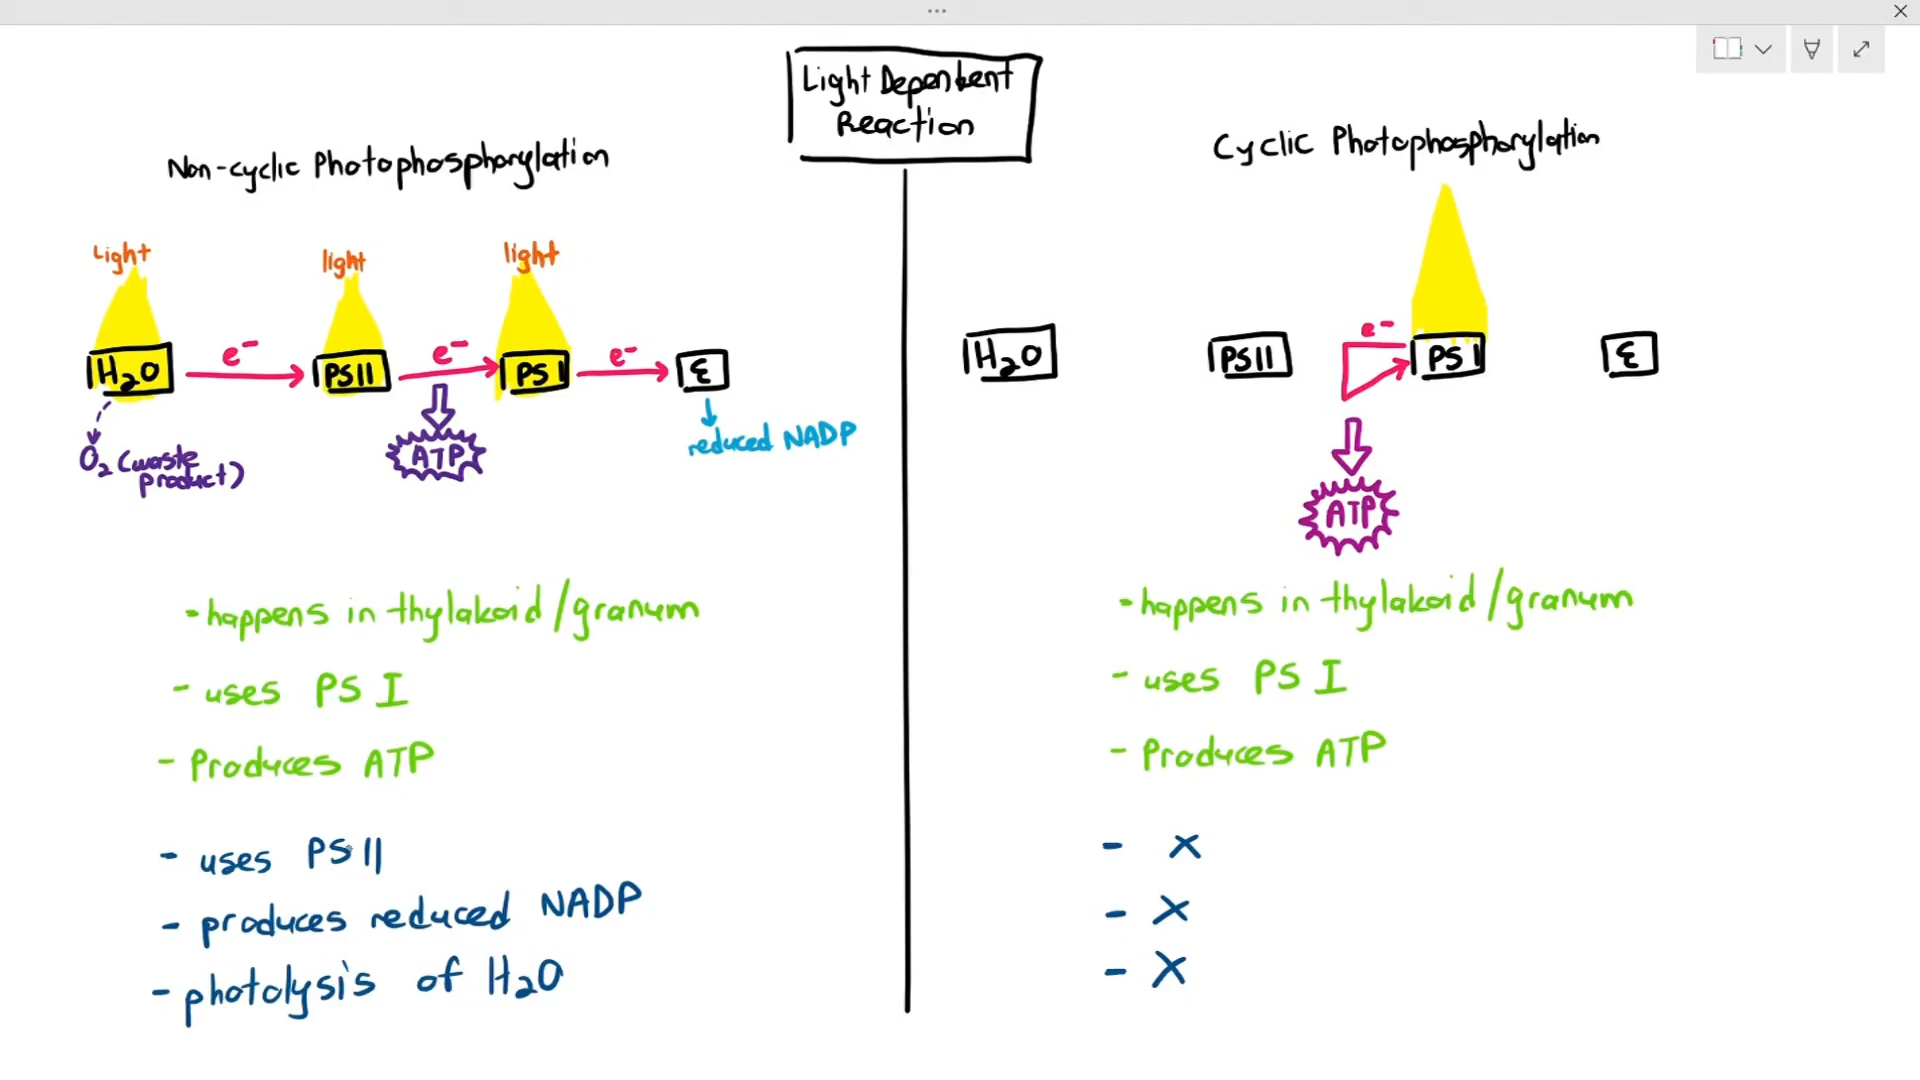 Light Dependent
Reaction
Non-cyclic Photophosphorylation
Light
light
light
H2O
e-
PSII
e-
PS I
e-
ε
O2 (waste
product)
ATP
reduced NADP
- happens in thylakoid/granum
- uses PS I
- Produces ATP
- uses PS II
- produces reduced NADP
- photolysis of H2O
Cyclic Photophosphorylation
H2O
PSII
e-
PS I
ε
ATP
- happens in thylakoid/granum
- uses PS I
- Produces ATP
- X
- X
- X